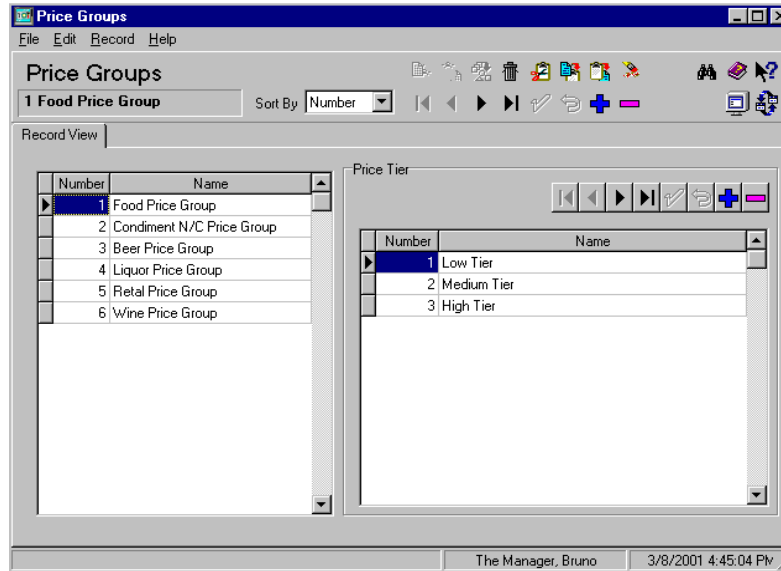 Price Groups
File Edit Record Help
Price Groups
1 Food Price Group
Sort By Number
Record View
Number Name
1 Food Price Group
2 Condiment N/C Price Group
3 Beer Price Group
4 Liquor Price Group
5 Retal Price Group
6 Wine Price Group
Price Tier
Number Name
1 Low Tier
2 Medium Tier
3 High Tier
The Manager, Bruno 3/8/2001 4:45:04 PM